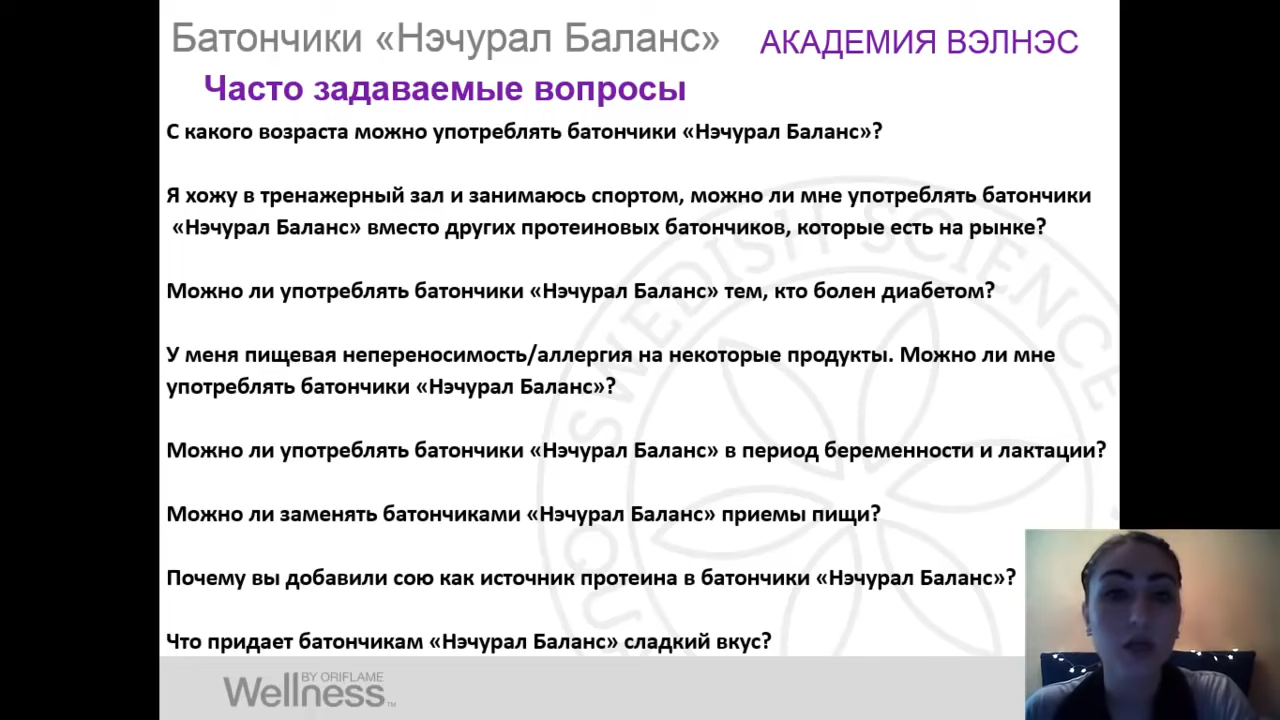 Батончики «Нэчурал Баланс» АКАДЕМИЯ ВЭЛНЭС
Часто задаваемые вопросы
С какого возраста можно употреблять батончики «Нэчурал Баланс»?
Я хожу в тренажерный зал и занимаюсь спортом, можно ли мне употреблять батончики
«Нэчурал Баланс» вместо других протеиновых батончиков, которые есть на рынке?
Можно ли употреблять батончики «Нэчурал Баланс» тем, кто болен диабетом?
У меня пищевая непереносимость/аллергия на некоторые продукты. Можно ли мне
употреблять батончики «Нэчурал Баланс»?
Можно ли употреблять батончики «Нэчурал Баланс» в период беременности и лактации?
Можно ли заменять батончиками «Нэчурал Баланс» приемы пищи?
Почему вы добавили сою как источник протеина в батончики «Нэчурал Баланс»?
Что придает батончикам «Нэчурал Баланс» сладкий вкус?
SWEDISH SCIENCE
BY ORIFLAME
Wellness™